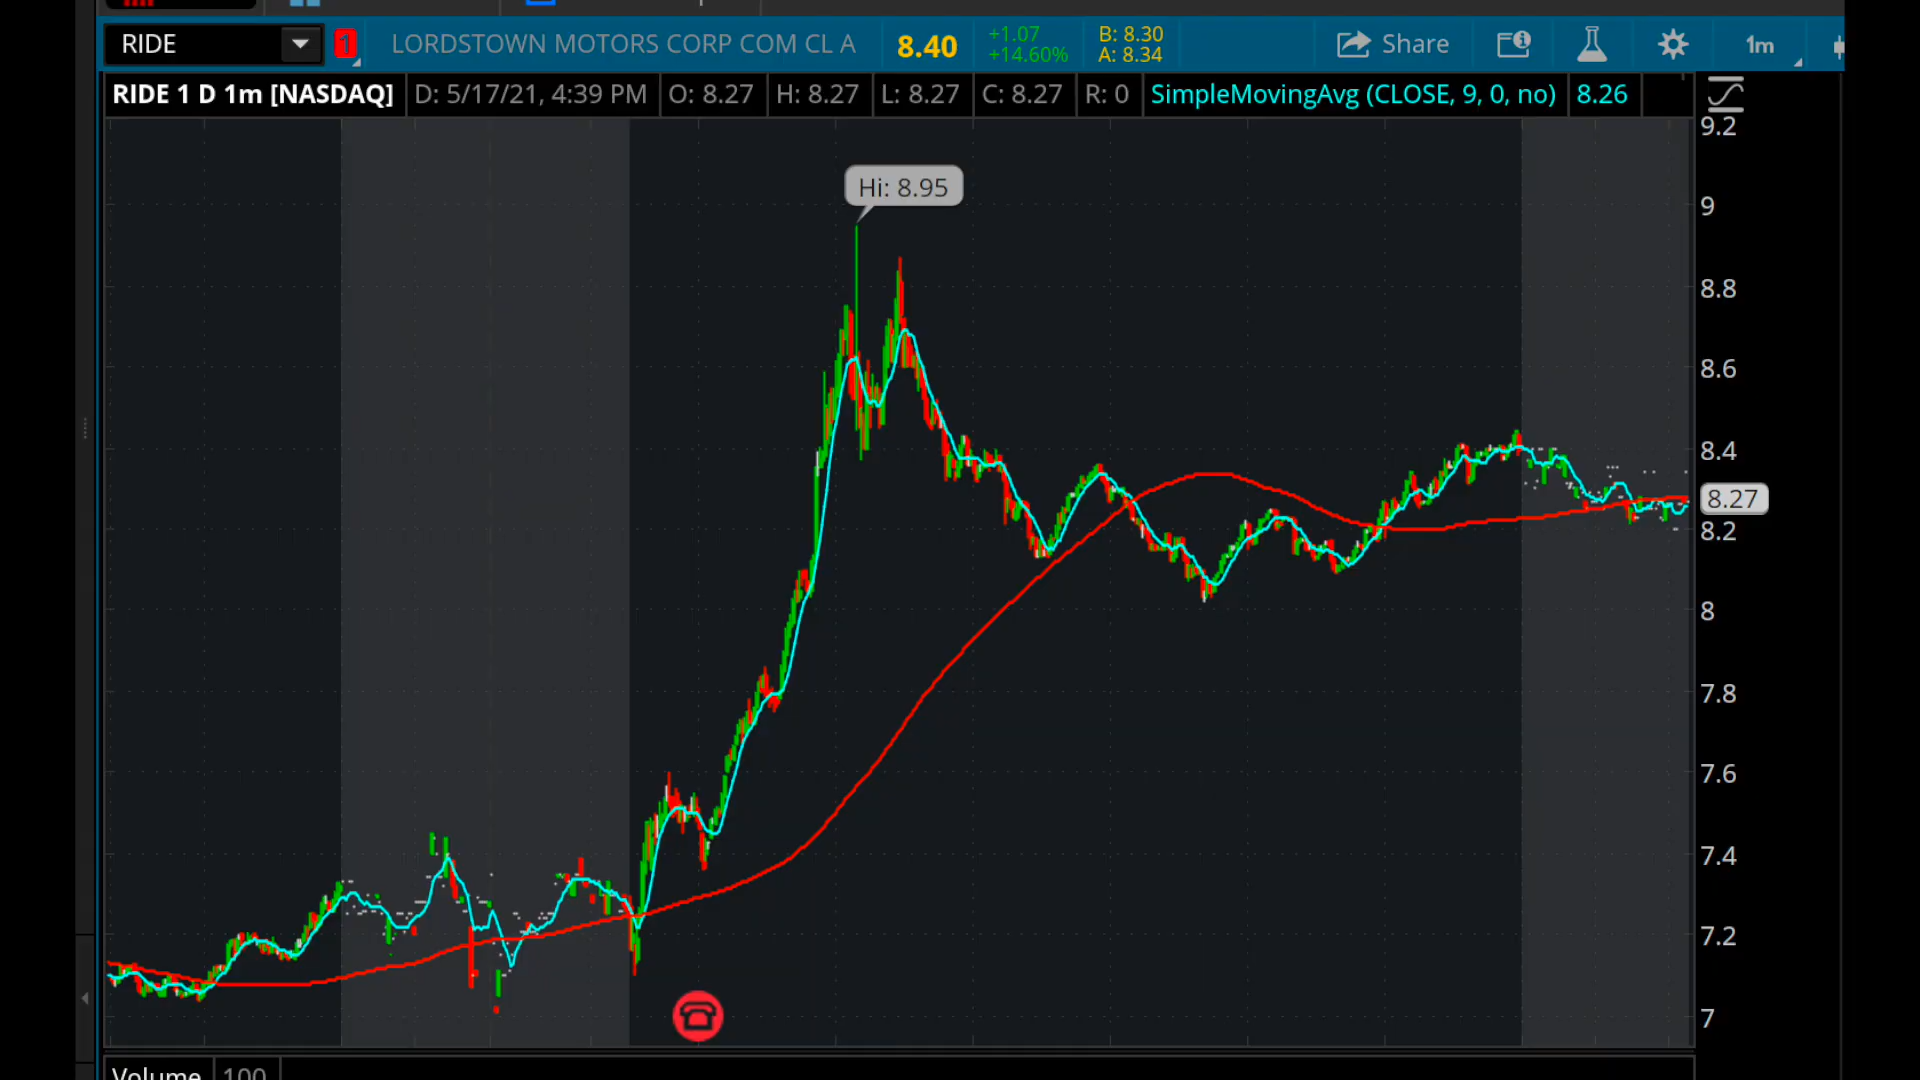 RIDE
1
LORDSTOWN MOTORS CORP COM CL A
8.40
+1.07
+14.60%
B: 8.30
A: 8.34
Share
1m
RIDE 1 D 1m [NASDAQ]
D: 5/17/21, 4:39 PM
O: 8.27
H: 8.27
L: 8.27
C: 8.27
R: 0
SimpleMovingAvg (CLOSE, 9, 0, no)
8.26
Hi: 8.95
9.2
9
8.8
8.6
8.4
8.27
8.2
8
7.8
7.6
7.4
7.2
7
Volume
100